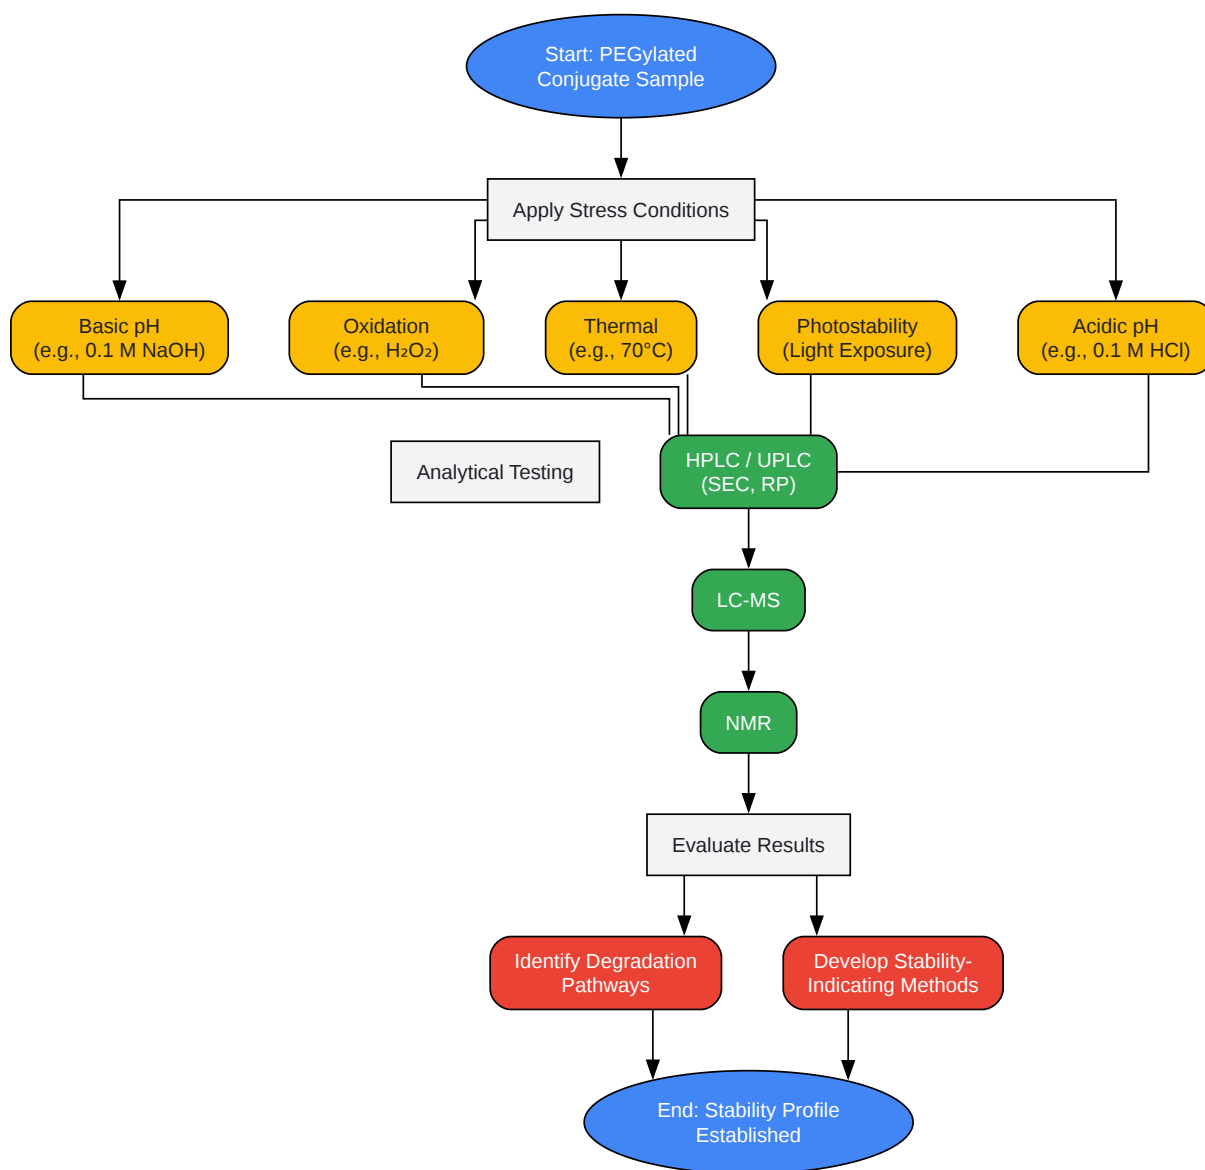 Start: PEGylated
Conjugate Sample
Apply Stress Conditions
Basic pH
(e.g., 0.1 M NaOH)
Oxidation
(e.g., H₂O₂)
Thermal
(e.g., 70°C)
Photostability
(Light Exposure)
Acidic pH
(e.g., 0.1 M HCl)
Analytical Testing
HPLC / UPLC
(SEC, RP)
LC-MS
NMR
Evaluate Results
Identify Degradation
Pathways
Develop Stability-
Indicating Methods
End: Stability Profile
Established